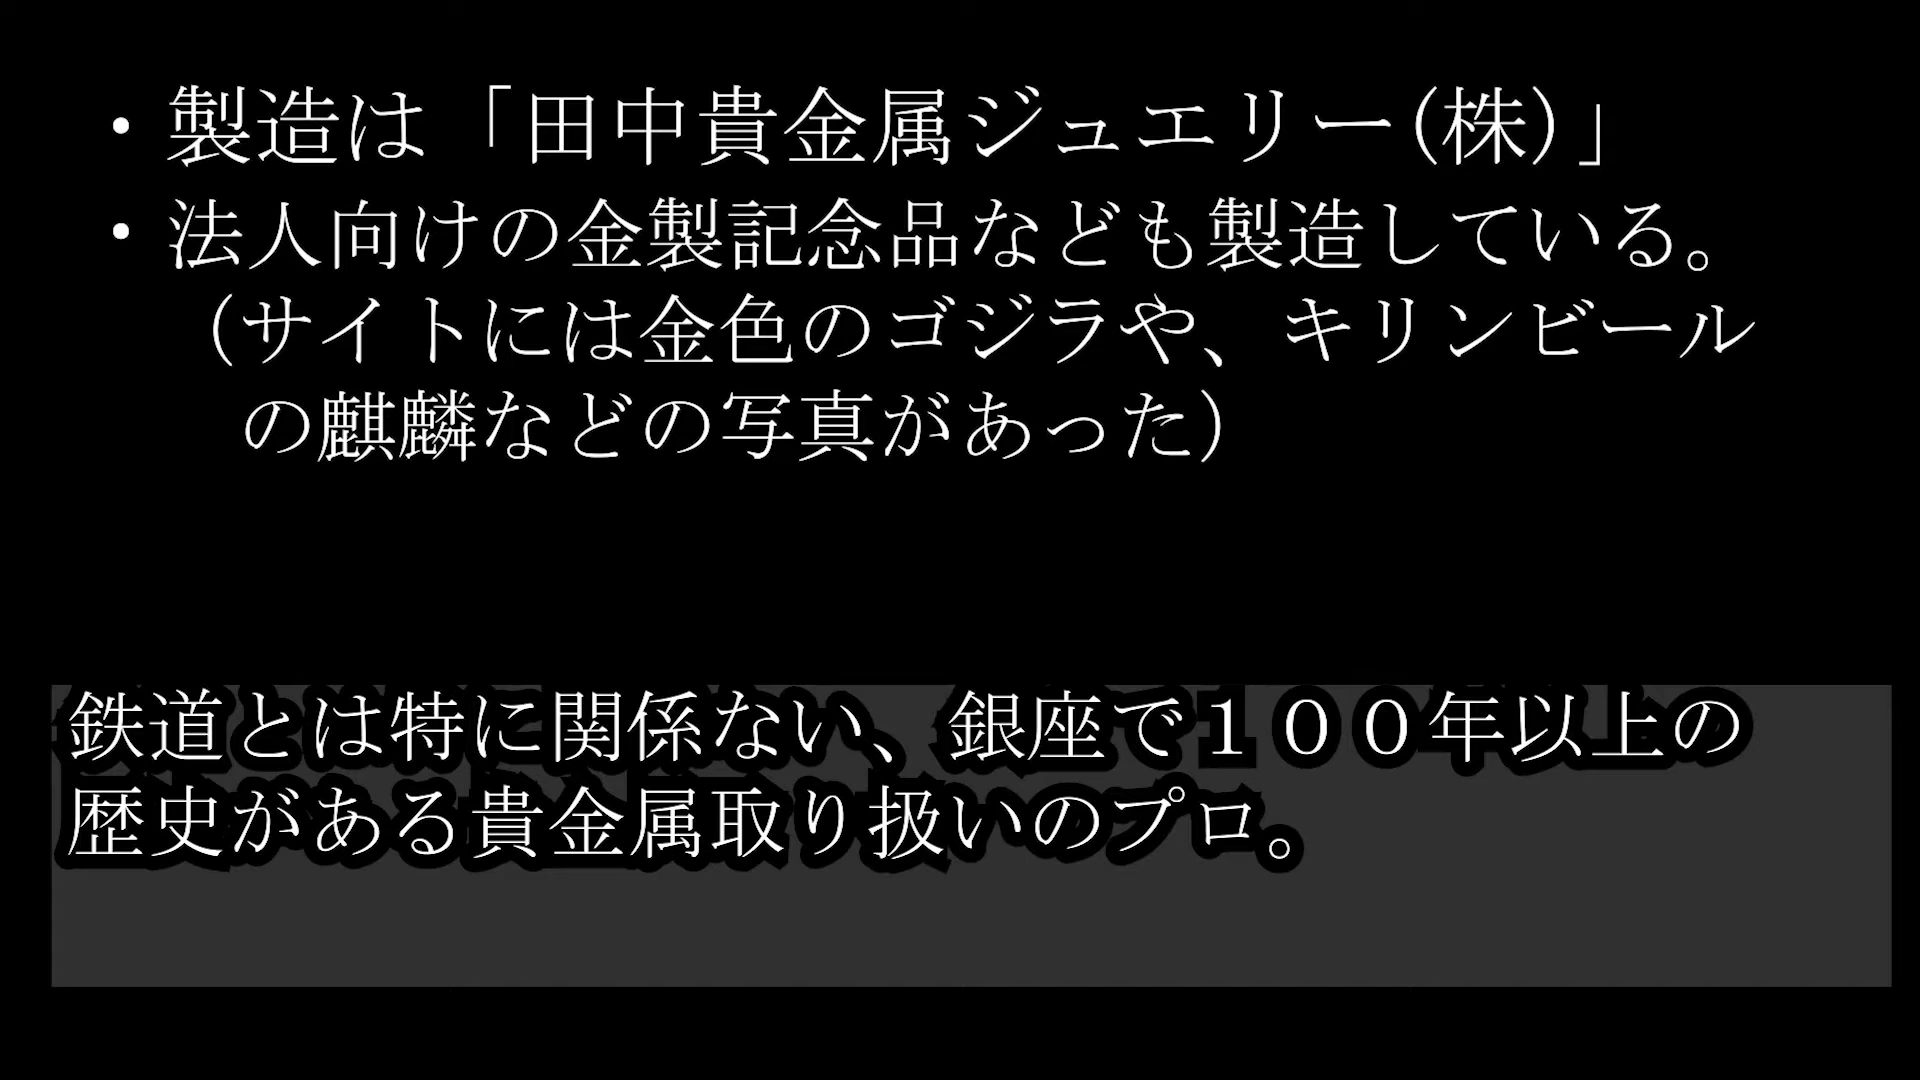 ・製造は「田中貴金属ジュエリー(株)」
・法人向けの金製記念品なども製造している。
(サイトには金色のゴジラや、キリンビール
の麒麟などの写真があった)
鉄道とは特に関係ない、銀座で１００年以上の
歴史がある貴金属取り扱いのプロ。